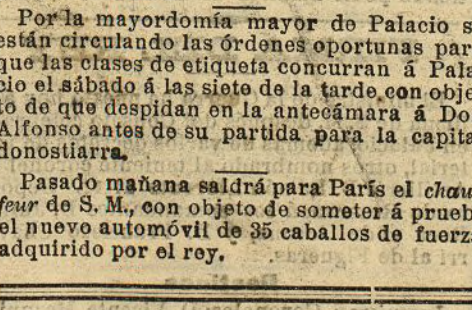 Por la mayordomía mayor de Palacio s
están circulando las órdenes oportunas par
que las clases de etiqueta concurran á Pala
cio el sábado á las siete de la tarde con obje
to de que despidan en la antecámara á Do
Alfonso antes de su partida para la capita
donostiarra.
Pasado mañana saldrá para París el chau
feur de S. M., con objeto de someter á prueb
el nuevo automóvil de 35 caballos de fuerz
adquirido por el rey.